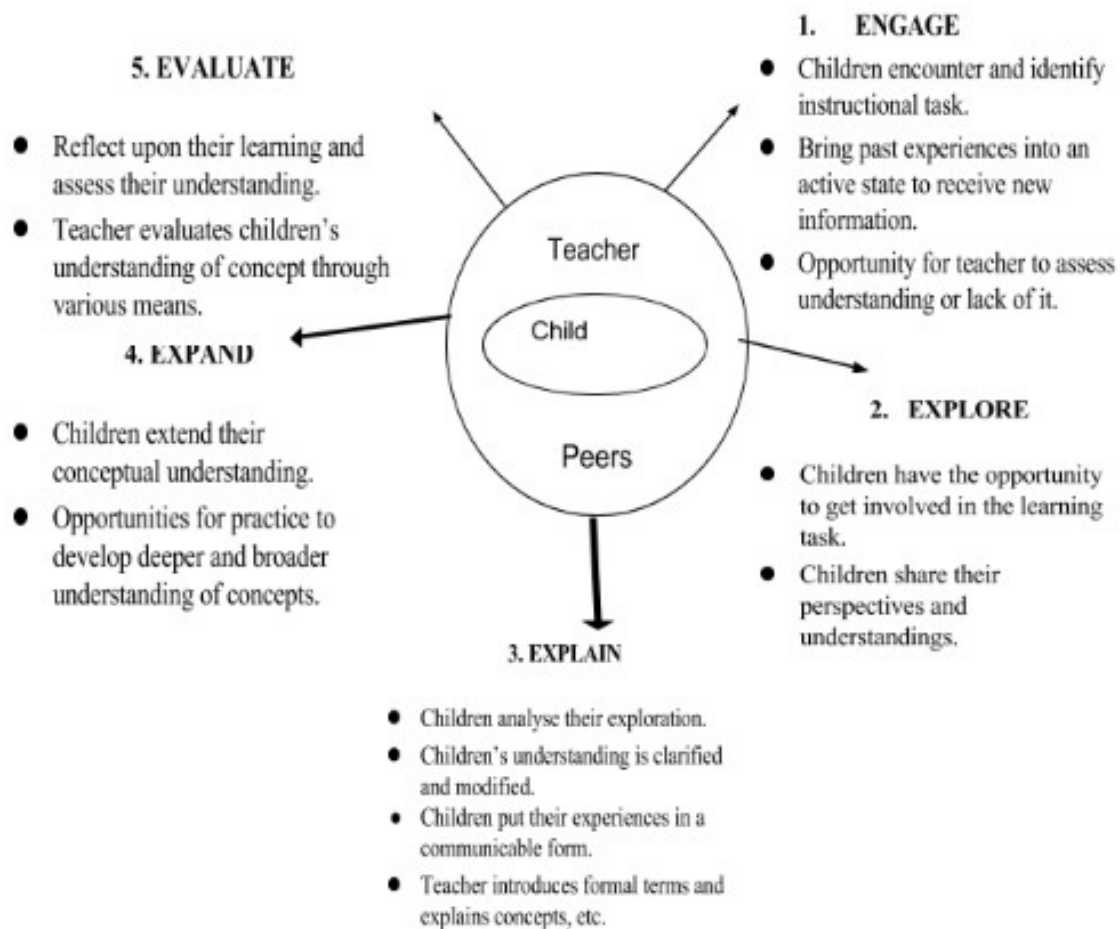 1. ENGAGE
● Children encounter and identify
instructional task.
● Bring past experiences into an
active state to receive new
information.
● Opportunity for teacher to assess
understanding or lack of it.
2. EXPLORE
● Children have the opportunity
to get involved in the learning
task.
● Children share their
perspectives and
understandings.
3. EXPLAIN
● Children analyse their exploration.
● Children's understanding is clarified
and modified.
● Children put their experiences in a
communicable form.
● Teacher introduces formal terms and
explains concepts, etc.
4. EXPAND
● Children extend their
conceptual understanding.
● Opportunities for practice to
develop deeper and broader
understanding of concepts.
5. EVALUATE
● Reflect upon their learning and
assess their understanding.
● Teacher evaluates children's
understanding of concept through
various means.
Teacher
Child
Peers